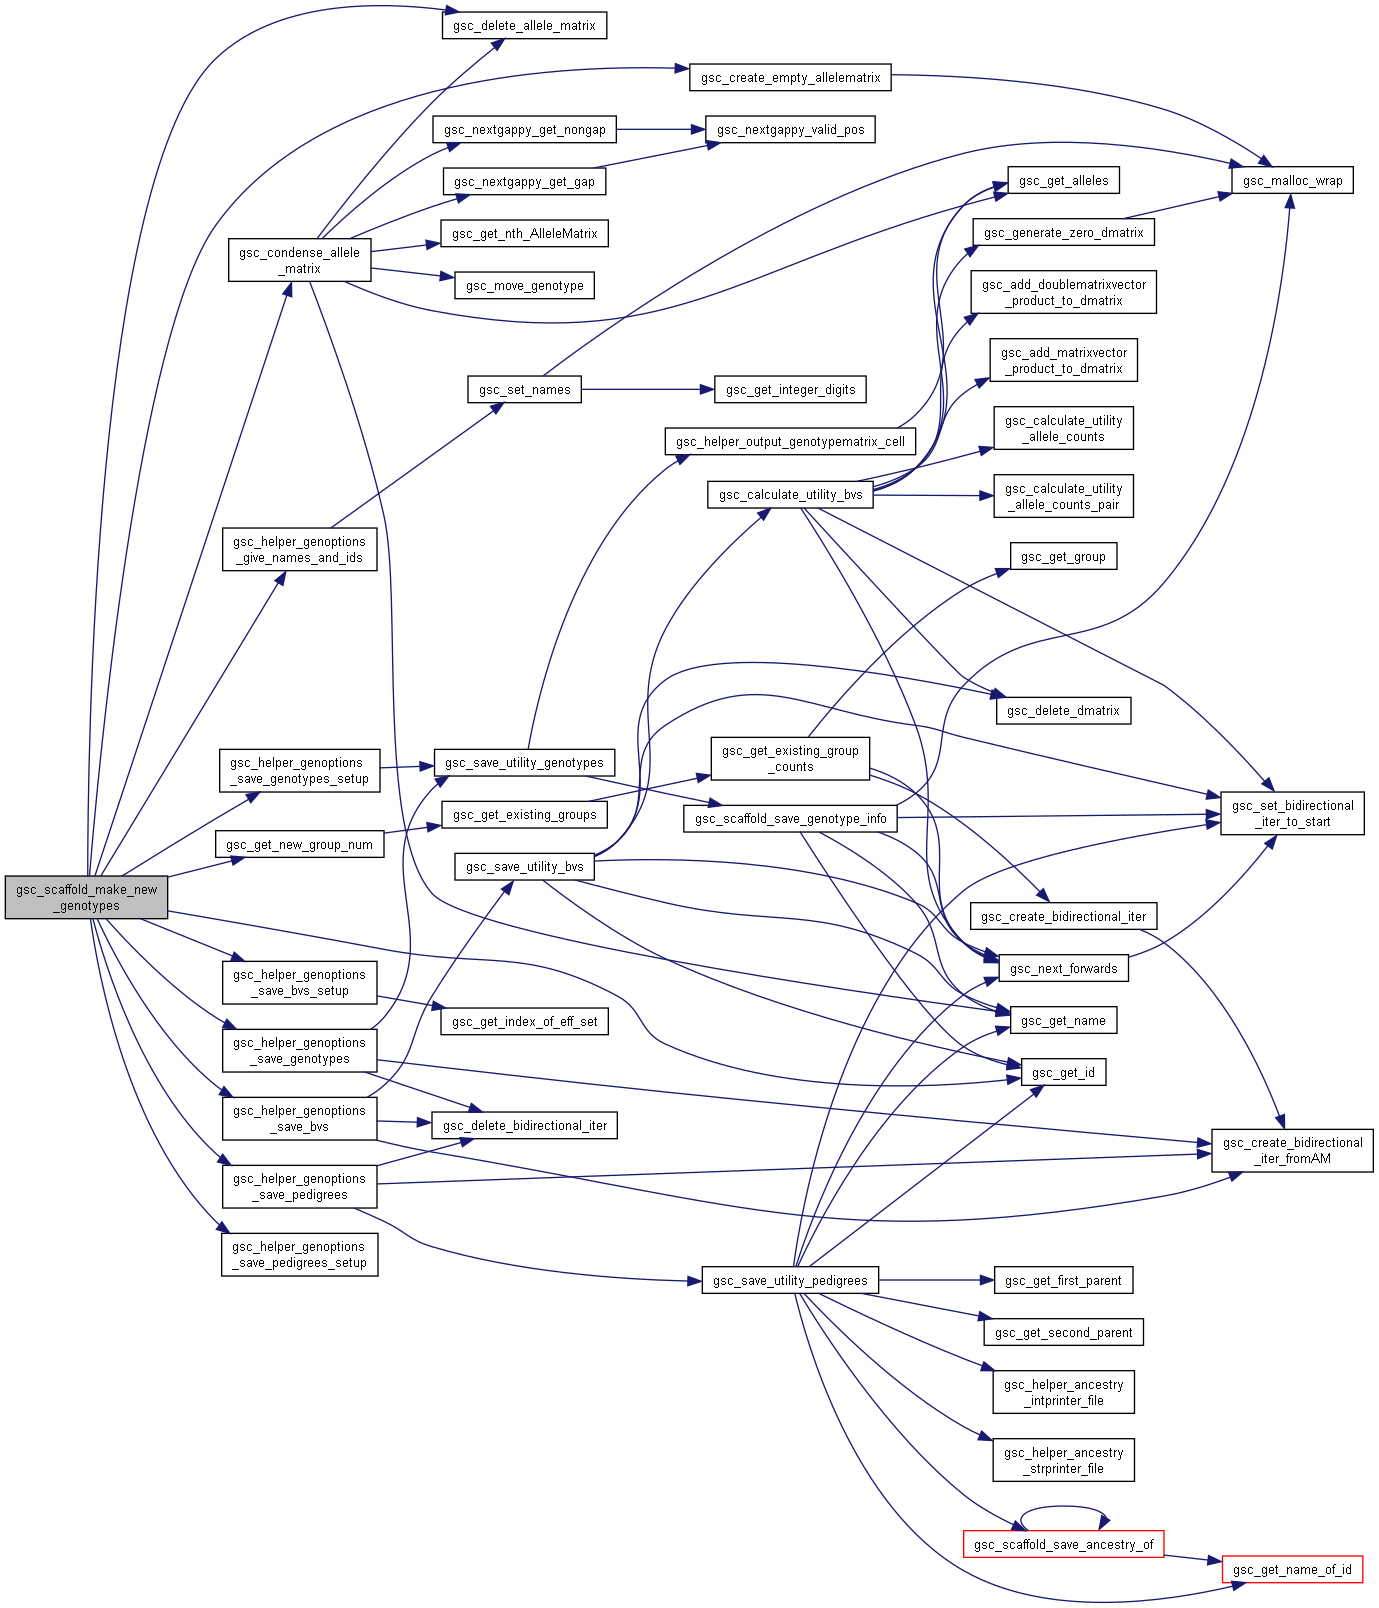 gsc_delete_allele_matrix
gsc_create_empty_allelematrix
gsc_nextgappy_get_nongap
gsc_nextgappy_valid_pos
gsc_nextgappy_get_gap
gsc_get_alleles
gsc_malloc_wrap
gsc_get_nth_AlleleMatrix
gsc_generate_zero_dmatrix
gsc_condense_allele
_matrix
gsc_move_genotype
gsc_add_doublematrixvector
_product_to_dmatrix
gsc_add_matrixvector
_product_to_dmatrix
gsc_set_names
gsc_get_integer_digits
gsc_calculate_utility
_allele_counts
gsc_helper_output_genotypematrix_cell
gsc_calculate_utility_bvs
gsc_calculate_utility
_allele_counts_pair
gsc_helper_genoptions
_give_names_and_ids
gsc_get_group
gsc_delete_dmatrix
gsc_helper_genoptions
_save_genotypes_setup
gsc_save_utility_genotypes
gsc_get_existing_group
_counts
gsc_get_existing_groups
gsc_scaffold_save_genotype_info
gsc_set_bidirectional
_iter_to_start
gsc_get_new_group_num
gsc_save_utility_bvs
gsc_scaffold_make_new
_genotypes
gsc_create_bidirectional_iter
gsc_helper_genoptions
_save_bvs_setup
gsc_next_forwards
gsc_get_index_of_eff_set
gsc_get_name
gsc_helper_genoptions
_save_genotypes
gsc_get_id
gsc_helper_genoptions
_save_bvs
gsc_delete_bidirectional_iter
gsc_create_bidirectional
_iter_fromAM
gsc_helper_genoptions
_save_pedigrees
gsc_helper_genoptions
_save_pedigrees_setup
gsc_save_utility_pedigrees
gsc_get_first_parent
gsc_get_second_parent
gsc_helper_ancestry
_intprinter_file
gsc_helper_ancestry
_strprinter_file
gsc_scaffold_save_ancestry_of
gsc_get_name_of_id